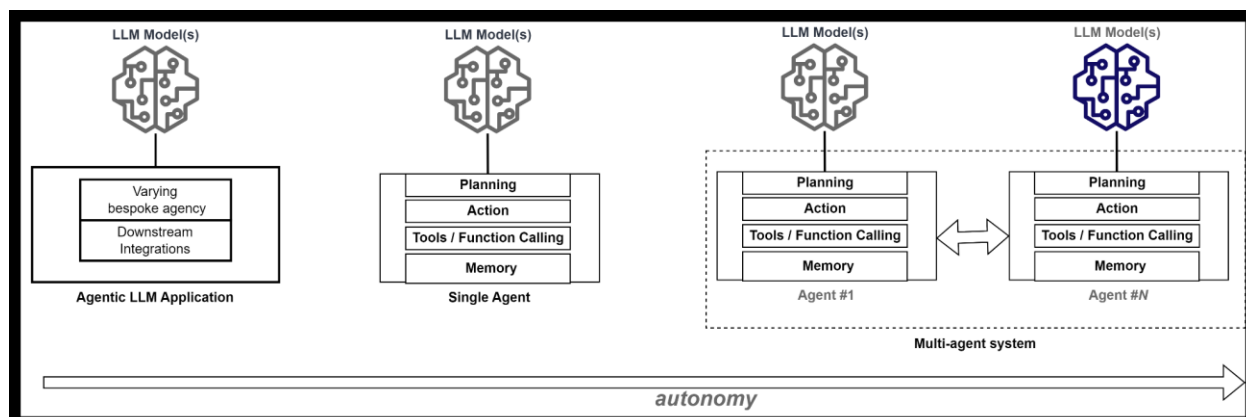 LLM Model(s)
Varying
bespoke agency
Downstream
Integrations
Agentic LLM Application
LLM Model(s)
Planning
Action
Tools / Function Calling
Memory
Single Agent
LLM Model(s)
Planning
Action
Tools / Function Calling
Memory
Agent #1
LLM Model(s)
Planning
Action
Tools / Function Calling
Memory
Agent #N
Multi-agent system
autonomy